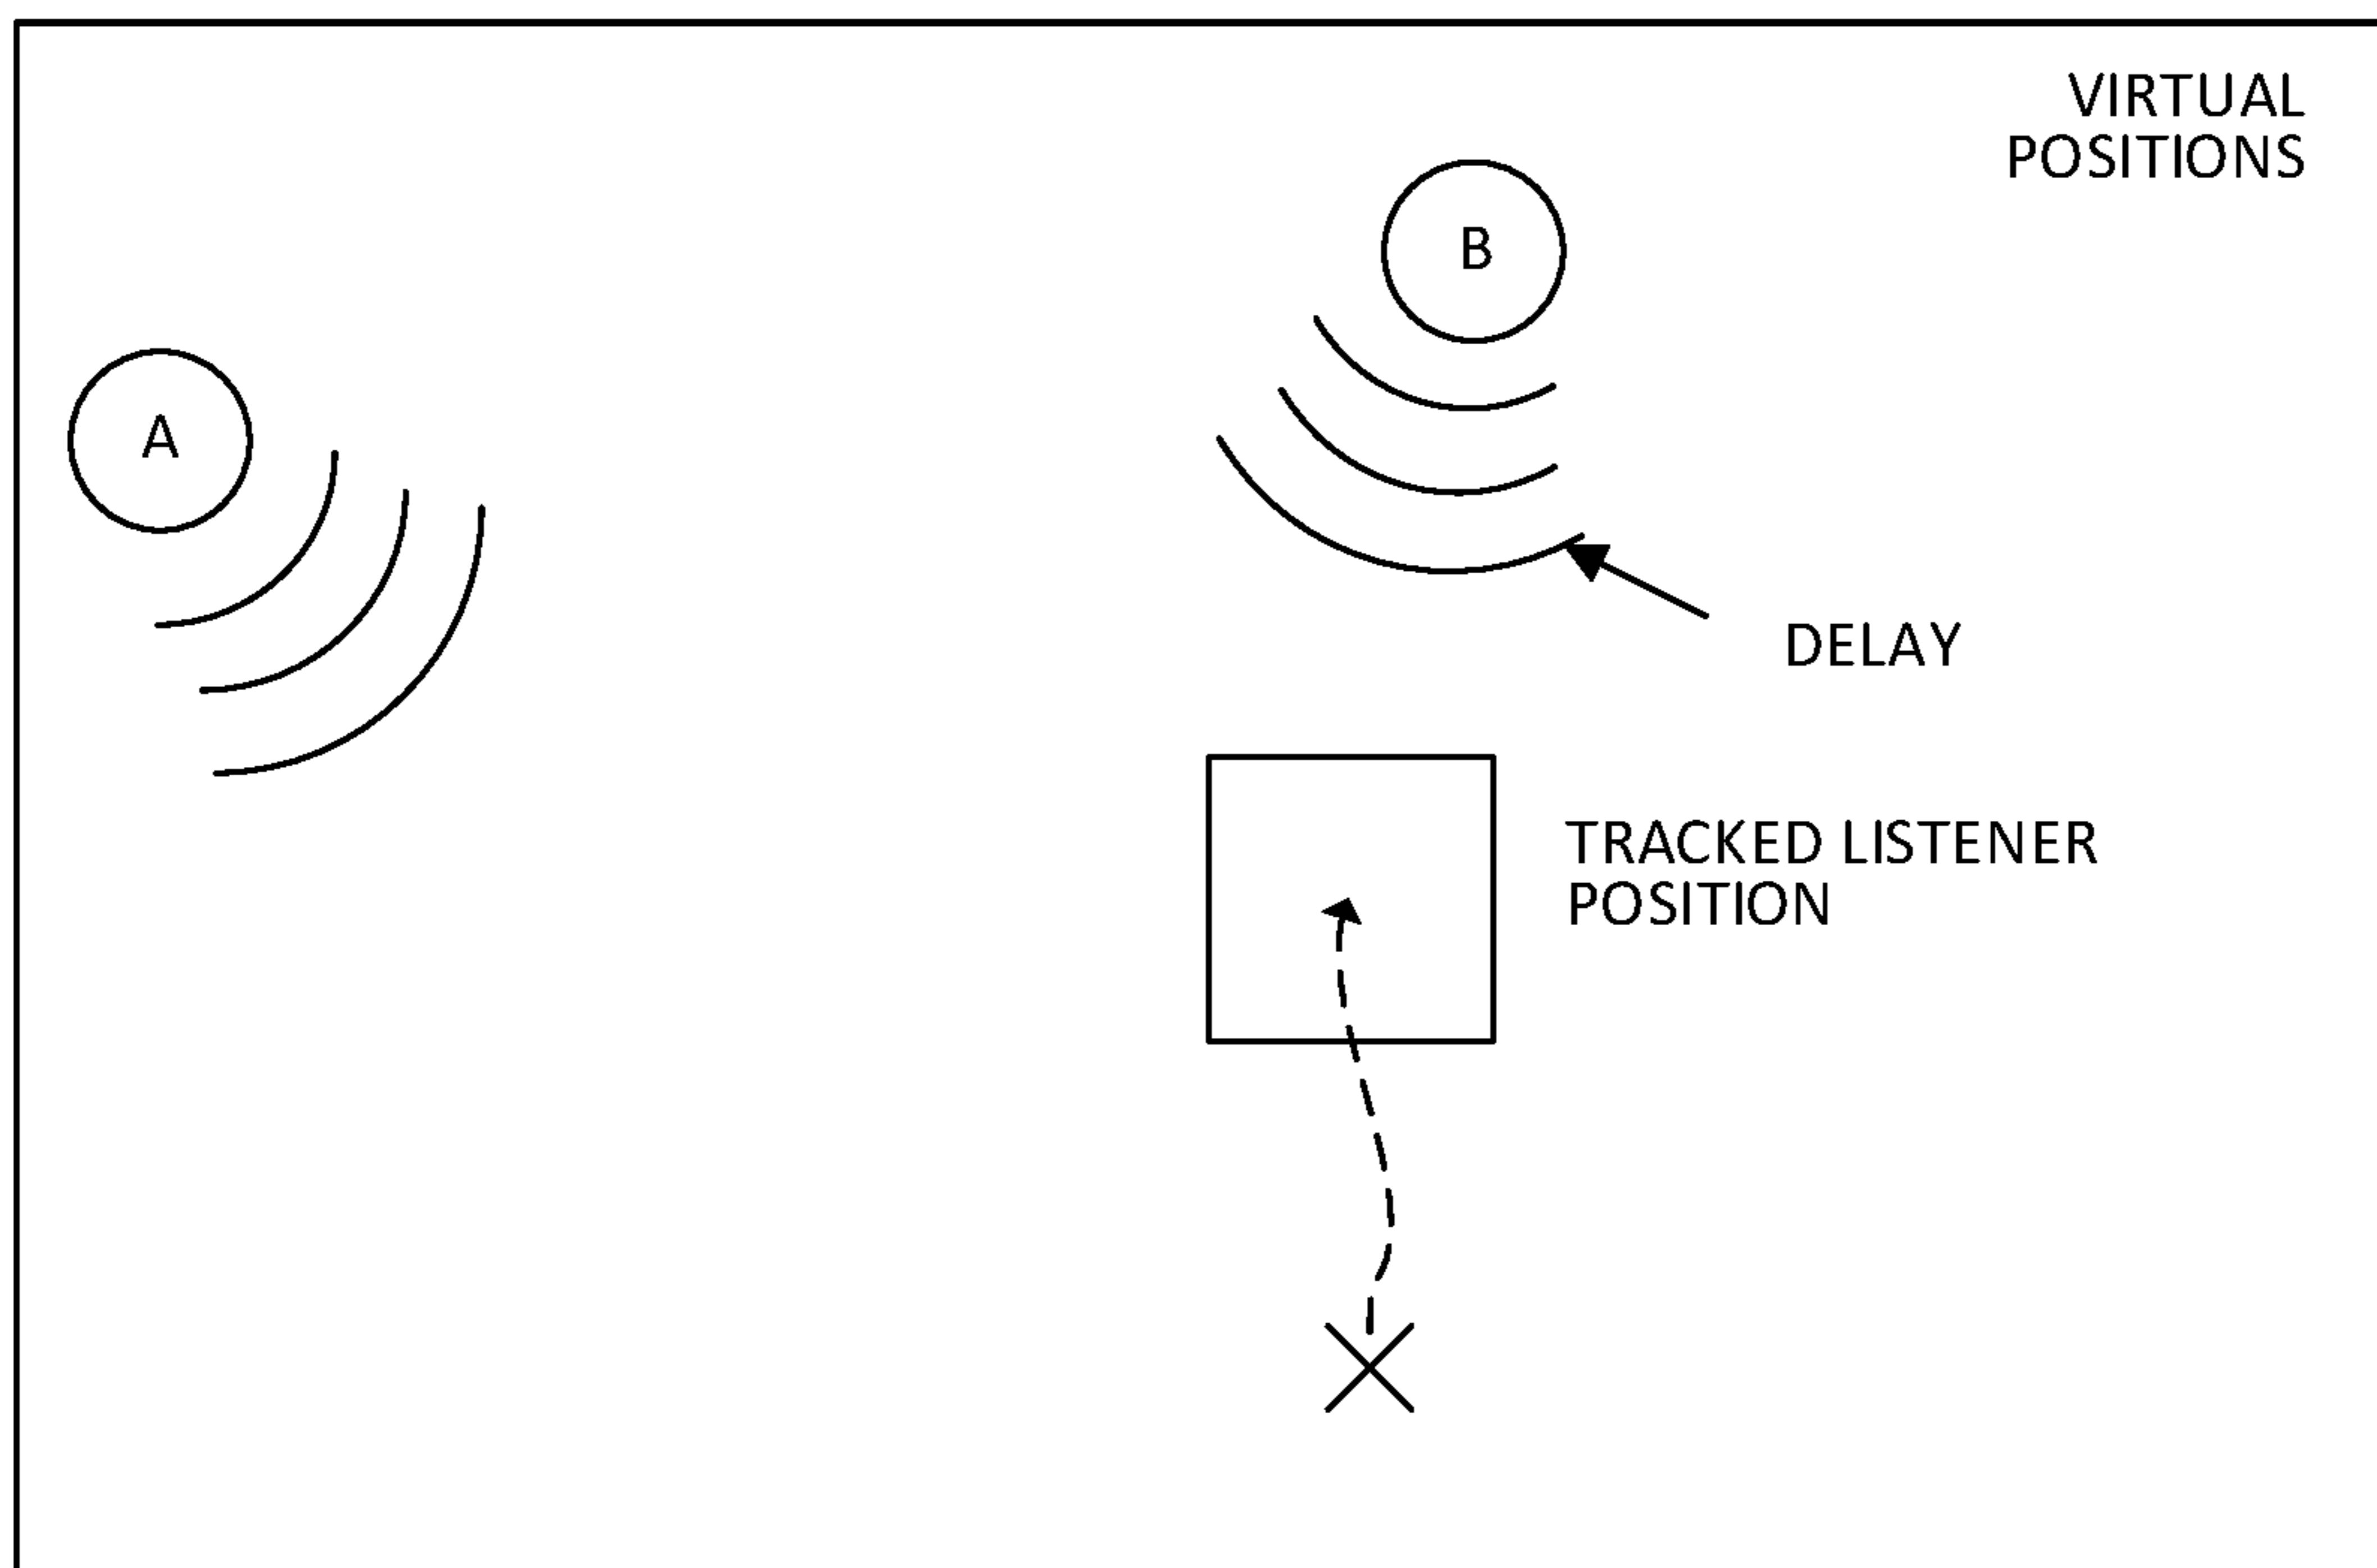 VIRTUAL
POSITIONS
B
A
DELAY
TRACKED LISTENER
POSITION